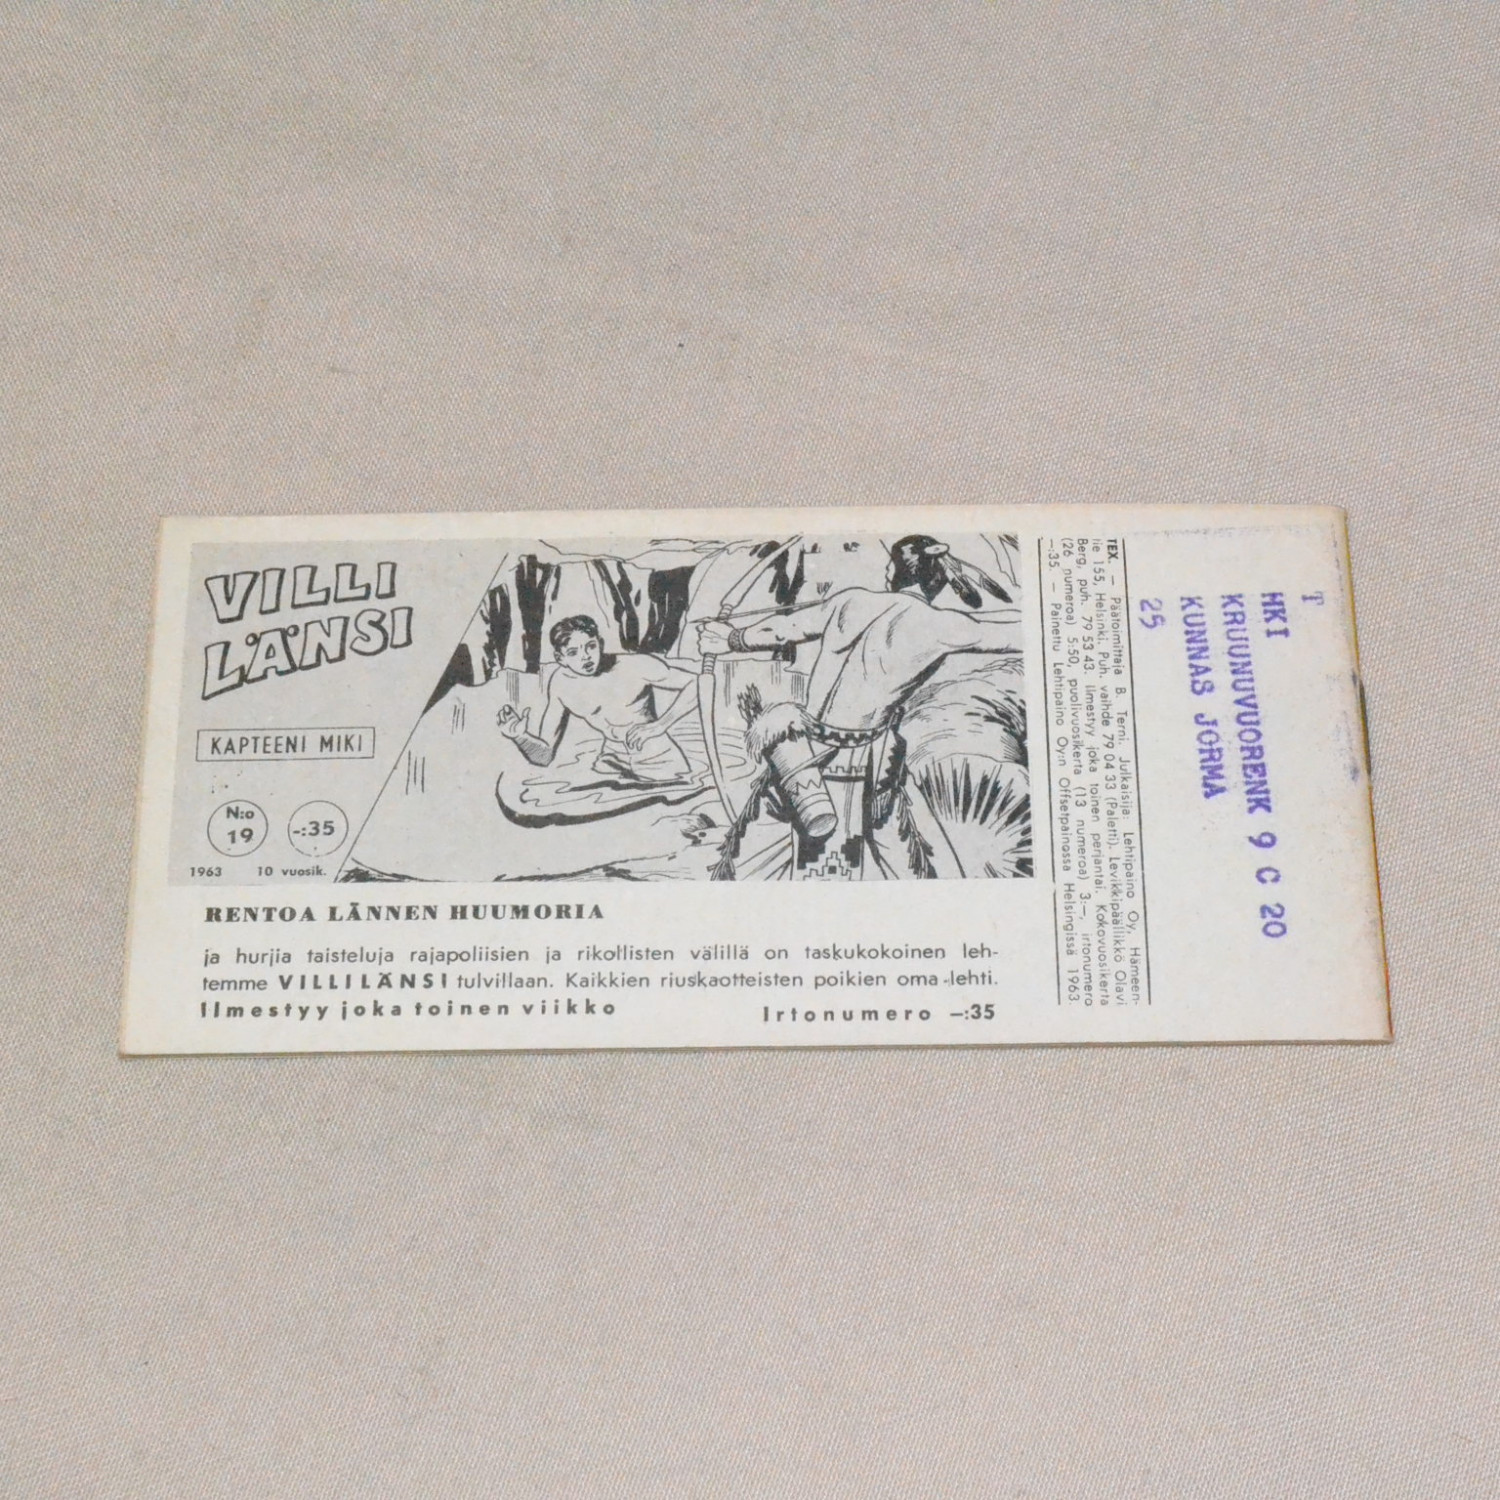 VILLI
LÄNSI
KAPTEENI MIKI
N:o
19
-:35
1963 10 vuosik.
RENTOA LÄNNEN HUUMORIA
ja hurjia taisteluja rajapoliisien ja rikollisten välillä on taskukokoinen leh-
temme VILLI LÄNSI tulvillaan. Kaikkien riuskaotteisten poikien oma-lehti.
Ilmestyy joka toinen viikko Irtonumero —:35
TEX. — Päätoimittaja B. Terni. Julkaisija: Lehtipaino Oy, Hämeen-
tie 155, Helsinki. Puh. vaihde 79 04 33 (Paletti). Levikkipäällikkö Olavi
Berg, puh. 79 53 43. Ilmestyy joka toinen perjantai. Kokovuosikerta
(26 numeroa) 5:50, puolivuosikerta (13 numeroa) 3:—, irtonumero
—:35. — Painettu Lehtipaino Oy:n Offsetpainossa Helsingissä 1963.
T
HKI
KRUUNUVUORENK 9 C 20
KUNNAS JORMA
25